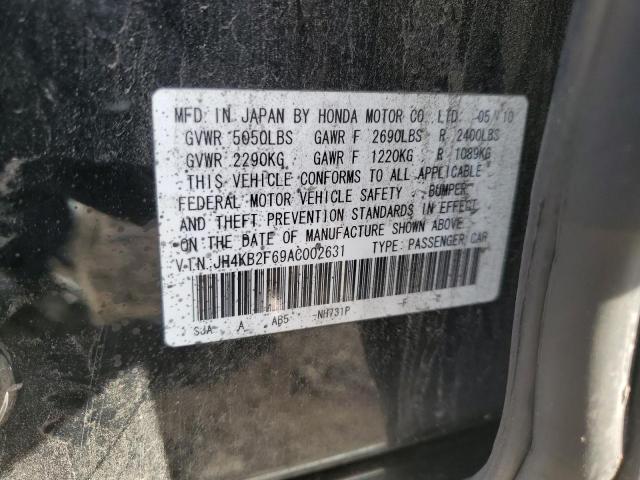 MFD. IN JAPAN BY HONDA MOTOR CO., LTD. 05/10
GVWR 5050LBS GAWR F 2690LBS R 2400LBS
GVWR 2290KG GAWR F 1220KG R 1089KG
THIS VEHICLE CONFORMS TO ALL APPLICABLE
FEDERAL MOTOR VEHICLE SAFETY, BUMPER
AND THEFT PREVENTION STANDARDS IN EFFECT
ON THE DATE OF MANUFACTURE SHOWN ABOVE
V.I.N. JH4KB2F69AC002631 TYPE: PASSENGER CAR
SJA A AB5 NH731P F